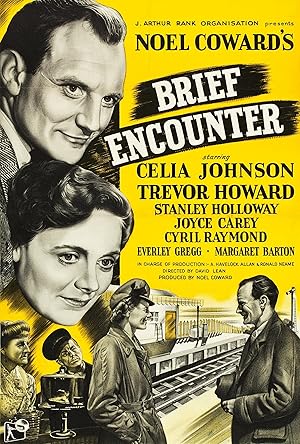 J. ARTHUR RANK ORGANISATION presents
NOEL COWARD'S
BRIEF
ENCOUNTER
starring
CELIA JOHNSON
TREVOR HOWARD
STANLEY HOLLOWAY
JOYCE CAREY
CYRIL RAYMOND
EVERLEY GREGG · MARGARET BARTON
IN CHARGE OF PRODUCTION :- A. HAVELOCK ALLAN & RONALD NEAME
DIRECTED BY DAVID LEAN
PRODUCED BY NOEL COWARD